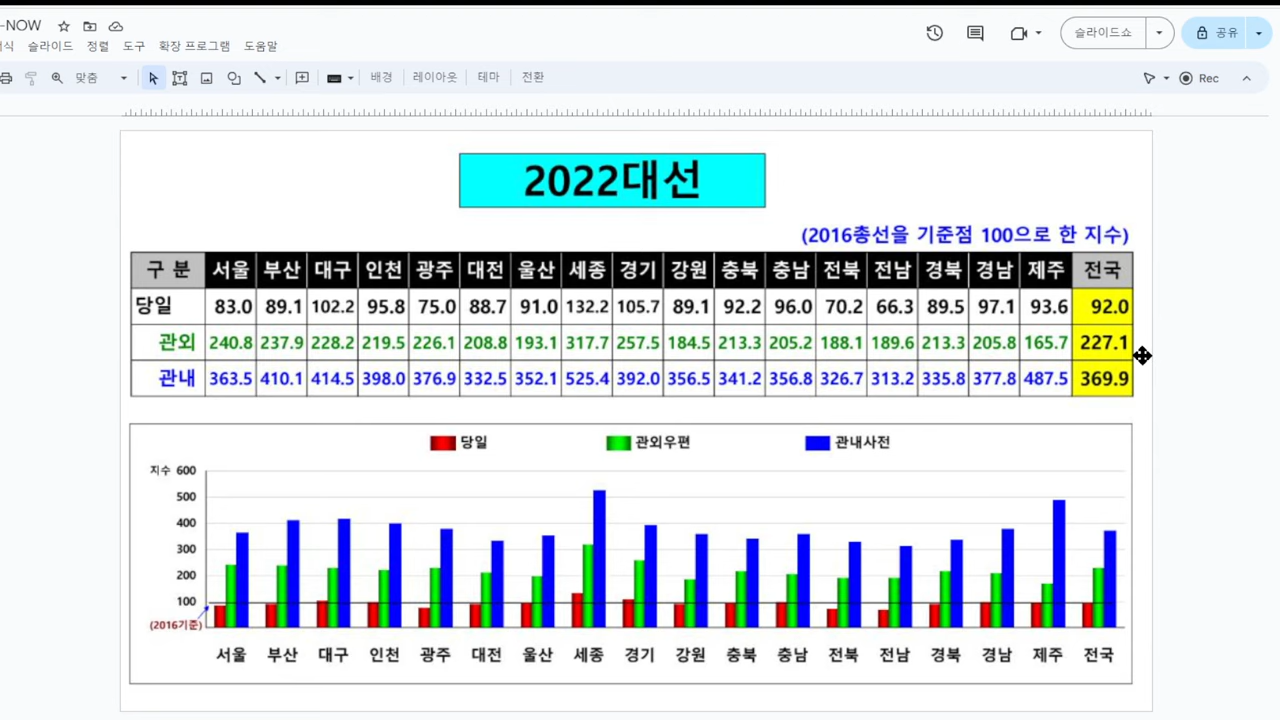 -NOW
서식 슬라이드 정렬 도구 확장 프로그램 도움말
슬라이드쇼
공유
맞춤
배경 레이아웃 테마 전환
Rec
2022대선
(2016총선을 기준점 100으로 한 지수)
구 분 서울 부산 대구 인천 광주 대전 울산 세종 경기 강원 충북 충남 전북 전남 경북 경남 제주 전국
당일 83.0 89.1 102.2 95.8 75.0 88.7 91.0 132.2 105.7 89.1 92.2 96.0 70.2 66.3 89.5 97.1 93.6 92.0
관외 240.8 237.9 228.2 219.5 226.1 208.8 193.1 317.7 257.5 184.5 213.3 205.2 188.1 189.6 213.3 205.8 165.7 227.1
관내 363.5 410.1 414.5 398.0 376.9 332.5 352.1 525.4 392.0 356.5 341.2 356.8 326.7 313.2 335.8 377.8 487.5 369.9
당일 관외우편 관내사전
지수 600
500
400
300
200
100
(2016기준)
서울 부산 대구 인천 광주 대전 울산 세종 경기 강원 충북 충남 전북 전남 경북 경남 제주 전국